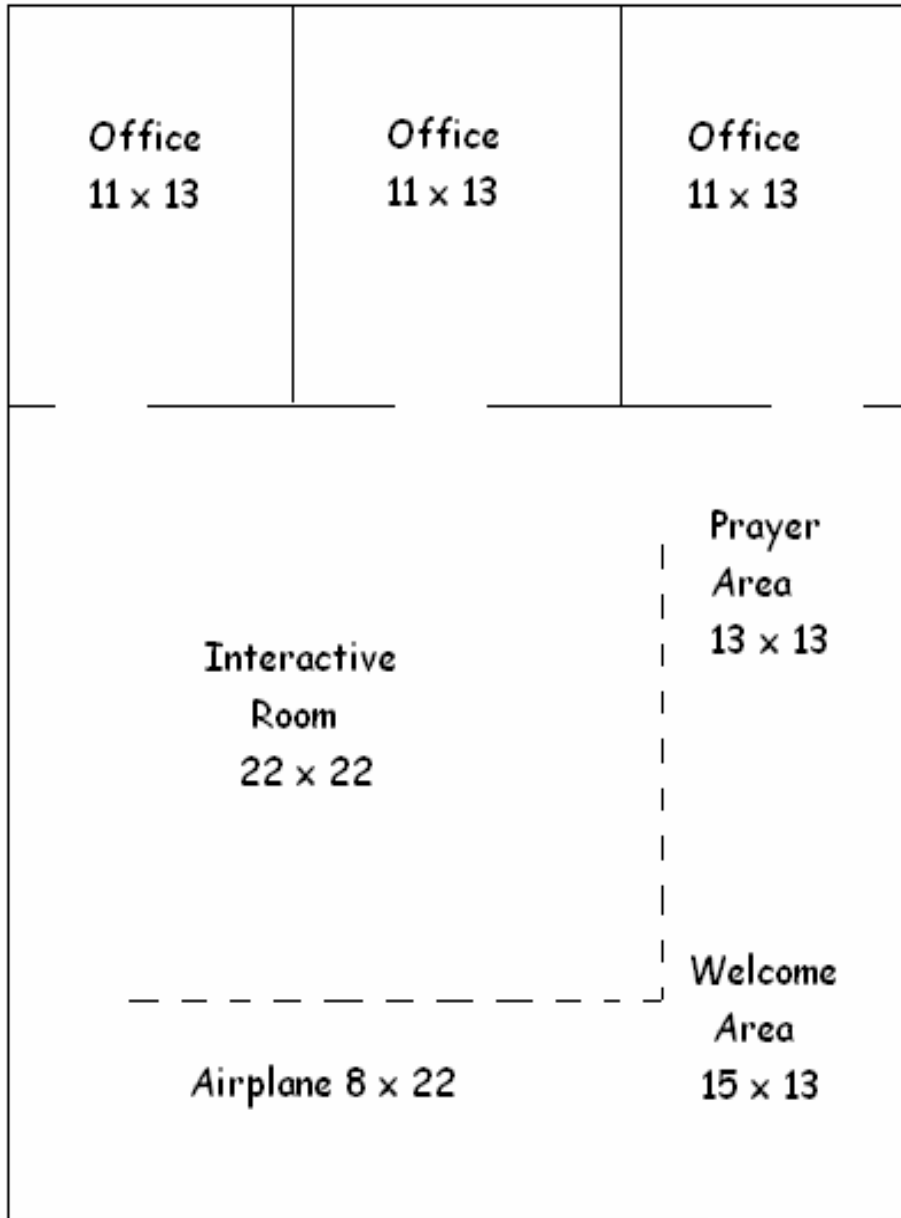 Office
11 x 13
Office
11 x 13
Office
11 x 13
Prayer
Area
13 x 13
Interactive
Room
22 x 22
Welcome
Area
15 x 13
Airplane 8 x 22